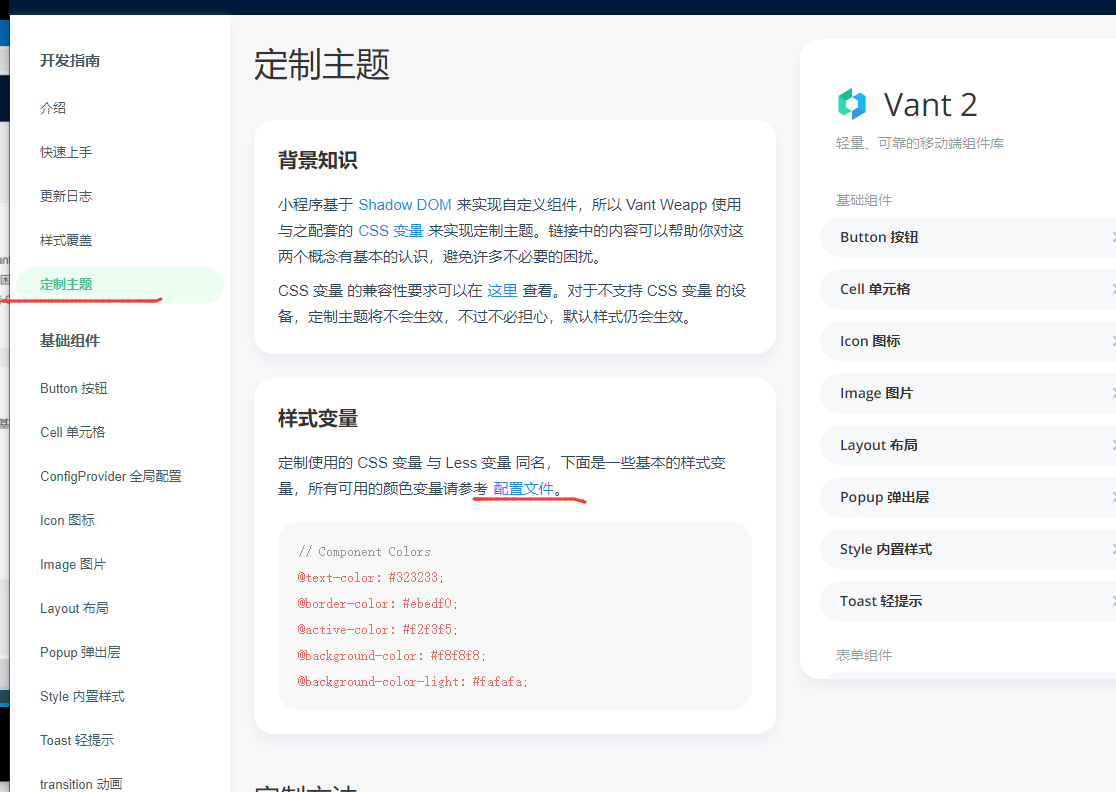 开发指南
介绍
快速上手
更新日志
样式覆盖
定制主题
基础组件
Button 按钮
Cell 单元格
ConfigProvider 全局配置
Icon 图标
Image 图片
Layout 布局
Popup 弹出层
Style 内置样式
Toast 轻提示
transition 动画
定制主题
背景知识
小程序基于 Shadow DOM 来实现自定义组件，所以 Vant Weapp 使用
与之配套的 CSS 变量 来实现定制主题。链接中的内容可以帮助你对这
两个概念有基本的认识，避免许多不必要的困扰。
CSS 变量 的兼容性要求可以在 这里 查看。对于不支持 CSS 变量 的设
备，定制主题将不会生效，不过不必担心，默认样式仍会生效。
样式变量
定制使用的 CSS 变量 与 Less 变量 同名，下面是一些基本的样式变
量，所有可用的颜色变量请参考 配置文件。
// Component Colors
@text-color: #323233;
@border-color: #ebedf0;
@active-color: #f2f3f5;
@background-color: #f8f8f8;
@background-color-light: #fafafa;
定制方法
Vant 2
轻量、可靠的移动端组件库
基础组件
Button 按钮
Cell 单元格
Icon 图标
Image 图片
Layout 布局
Popup 弹出层
Style 内置样式
Toast 轻提示
表单组件